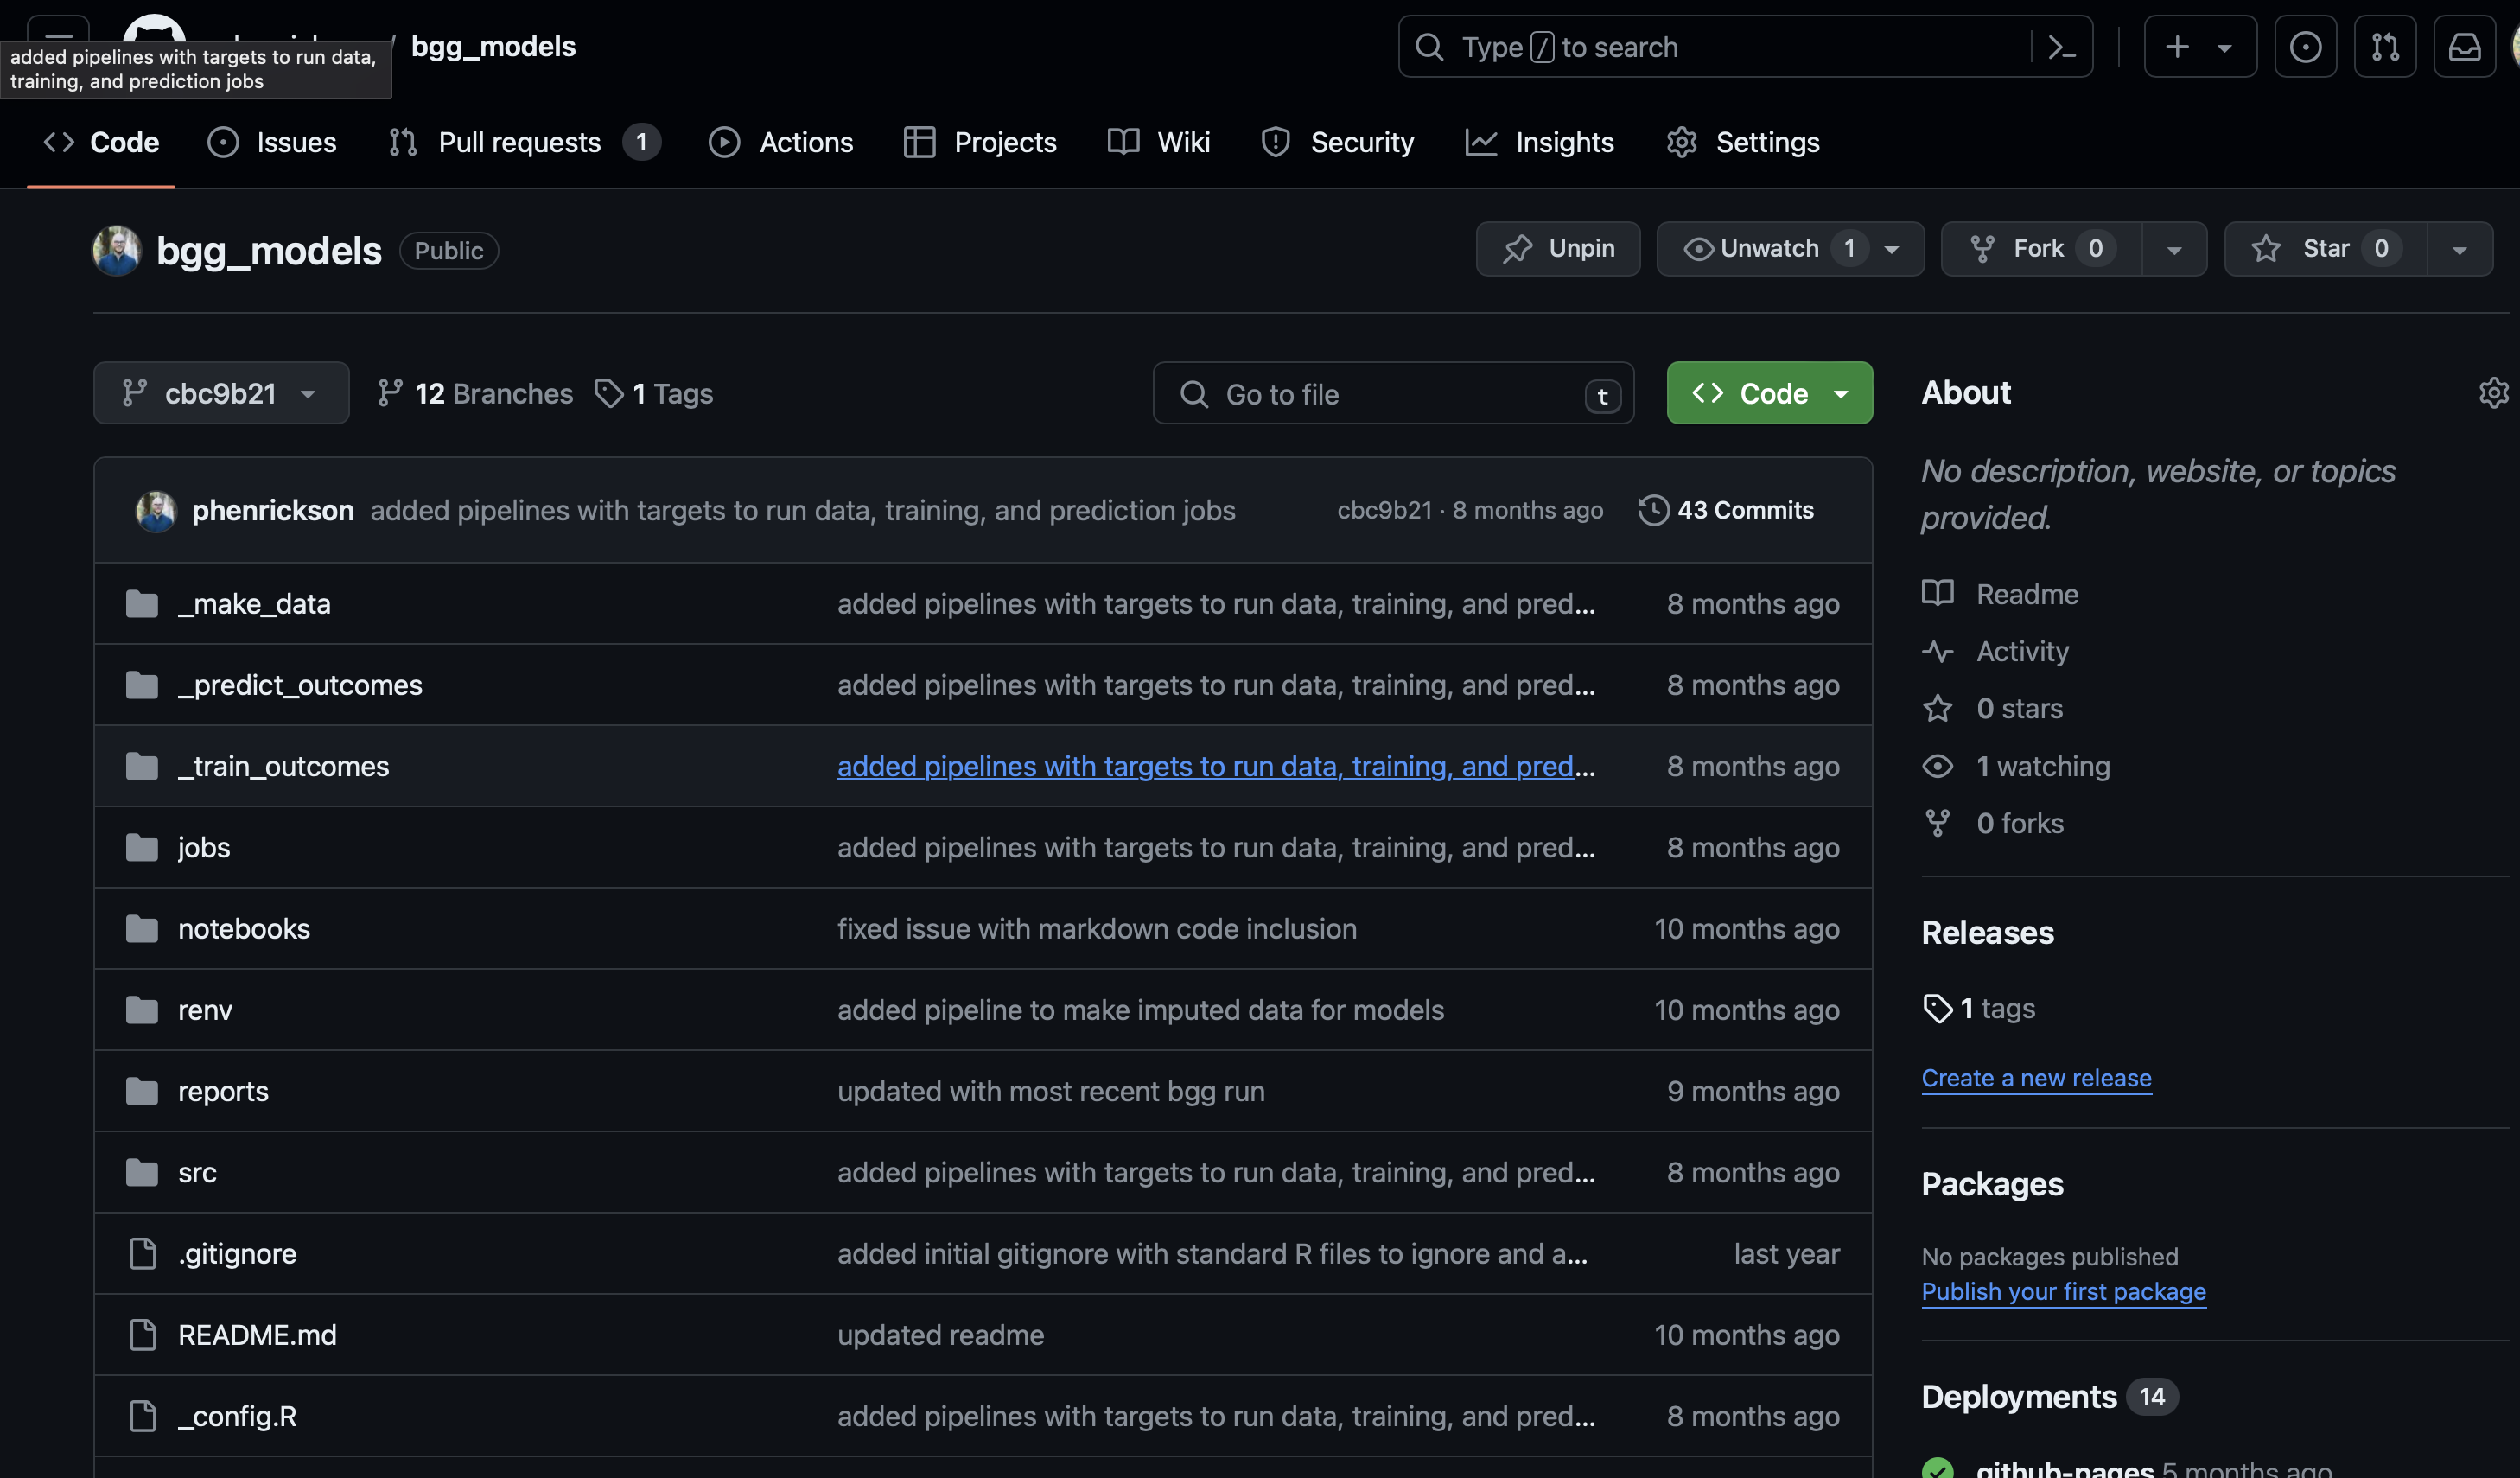 added pipelines with targets to run data,
training, and prediction jobs
/ bgg_models
Type / to search
Code
Issues
Pull requests 1
Actions
Projects
Wiki
Security
Insights
Settings
bgg_models Public
Unpin
Unwatch 1
Fork 0
Star 0
cbc9b21
12 Branches
1 Tags
Go to file t
Code
phenrickson added pipelines with targets to run data, training, and prediction jobs cbc9b21 · 8 months ago 43 Commits
_make_data added pipelines with targets to run data, training, and pred... 8 months ago
_predict_outcomes added pipelines with targets to run data, training, and pred... 8 months ago
_train_outcomes added pipelines with targets to run data, training, and pred... 8 months ago
jobs added pipelines with targets to run data, training, and pred... 8 months ago
notebooks fixed issue with markdown code inclusion 10 months ago
renv added pipeline to make imputed data for models 10 months ago
reports updated with most recent bgg run 9 months ago
src added pipelines with targets to run data, training, and pred... 8 months ago
.gitignore added initial gitignore with standard R files to ignore and a... last year
README.md updated readme 10 months ago
_config.R added pipelines with targets to run data, training, and pred... 8 months ago
About
No description, website, or topics
provided.
Readme
Activity
0 stars
1 watching
0 forks
Releases
1 tags
Create a new release
Packages
No packages published
Publish your first package
Deployments 14
github-pages 5 months ago